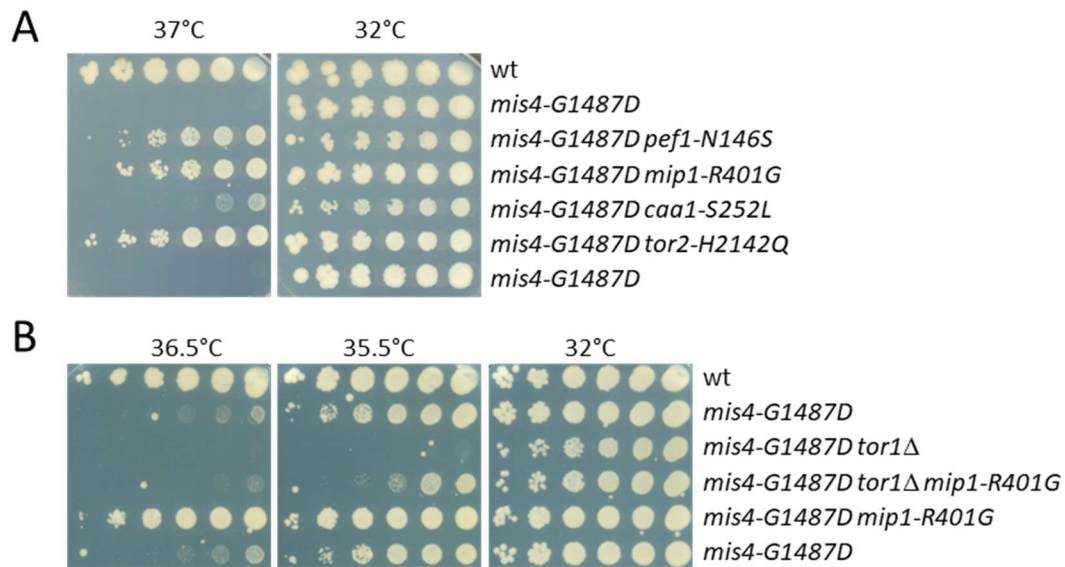 A
37°C 32°C
wt
mis4-G1487D
mis4-G1487D pef1-N146S
mis4-G1487D mip1-R401G
mis4-G1487D caa1-S252L
mis4-G1487D tor2-H2142Q
mis4-G1487D
B
36.5°C 35.5°C 32°C
wt
mis4-G1487D
mis4-G1487D tor1Δ
mis4-G1487D tor1Δ mip1-R401G
mis4-G1487D mip1-R401G
mis4-G1487D